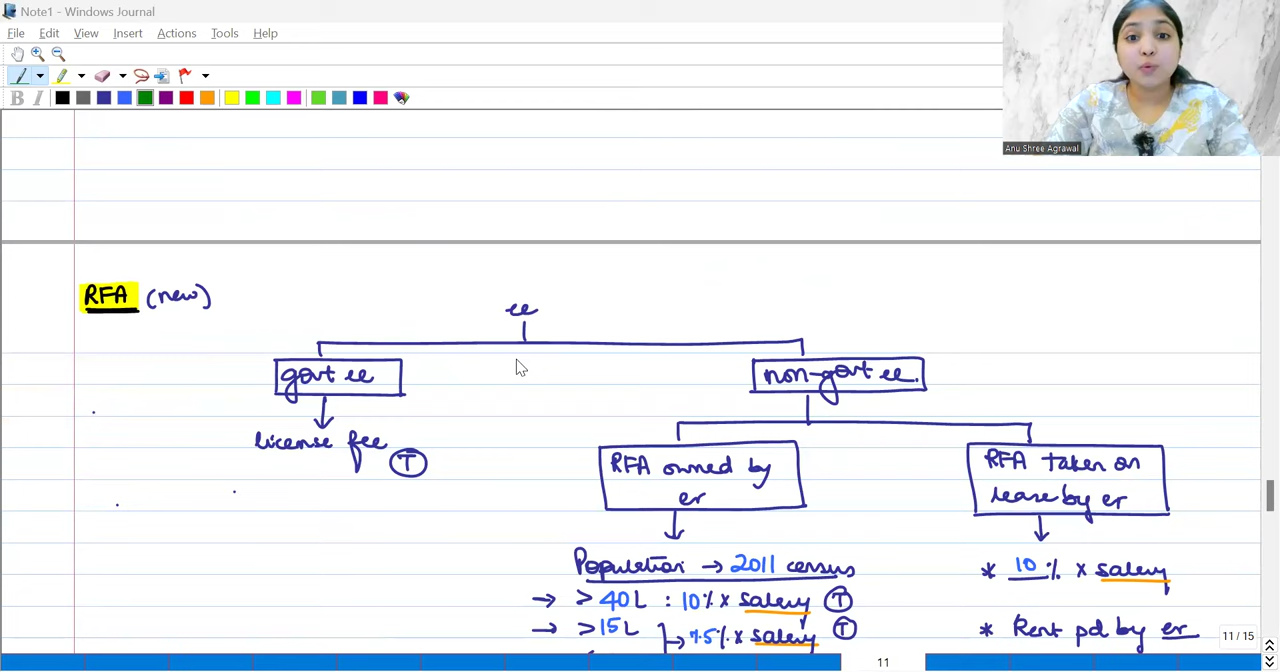 Note1 - Windows Journal
File Edit View Insert Actions Tools Help
B I
Anu Shree Agrawal
RFA (new)
ee
govt ee
non-govt ee.
license fee
T
RFA owned by
er
RFA taken on
lease by er
Population → 2011 census
→ > 40L : 10% x salary T
→ > 15L → 7.5% x salary T
* 10% x salary
* Rent pd by er
11 / 15
11